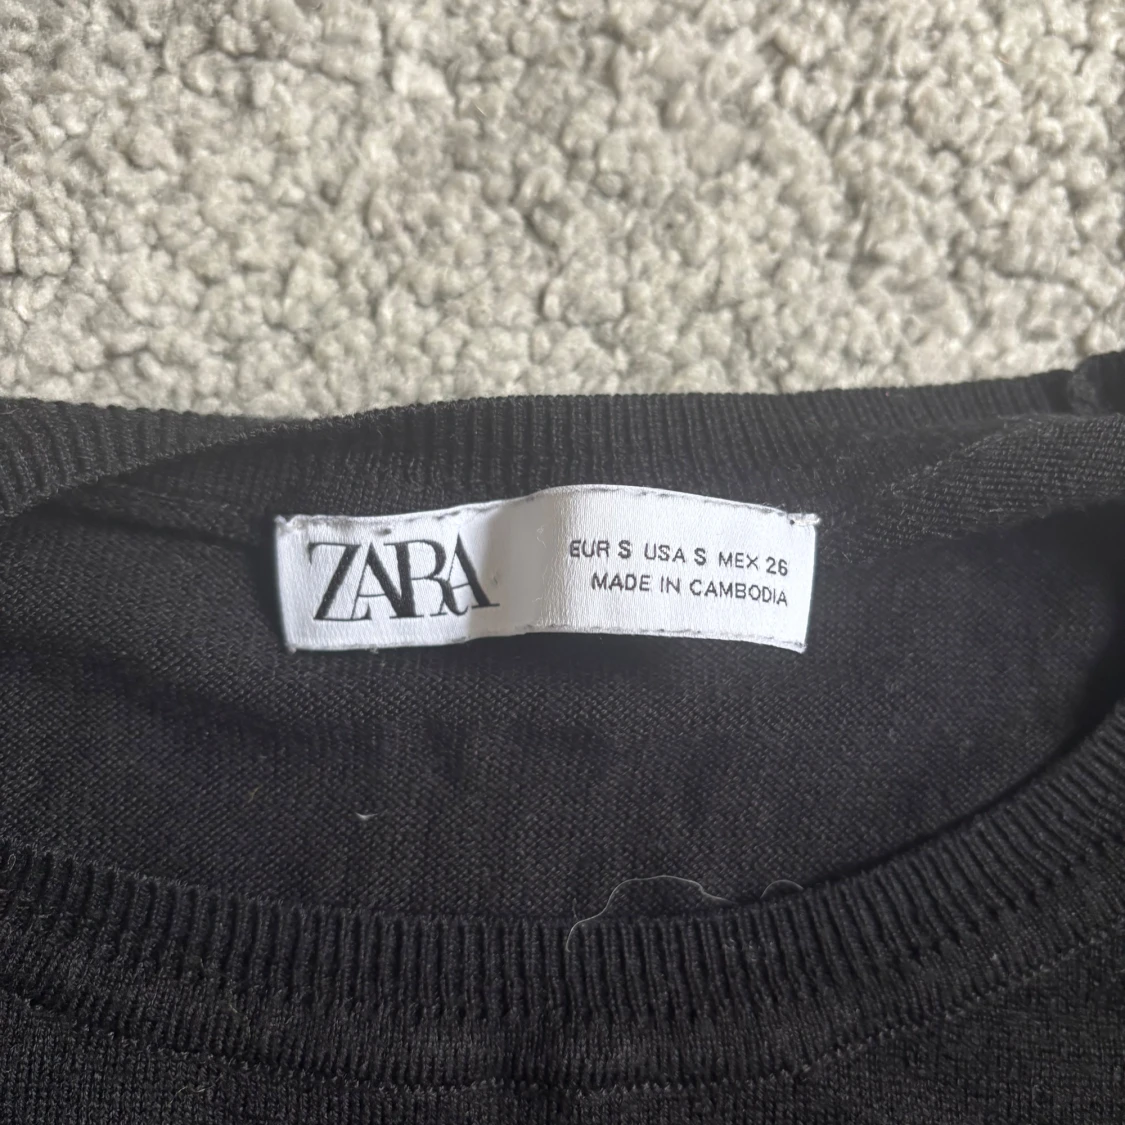 ZARA
EUR S USA S MEX 26
MADE IN CAMBODIA